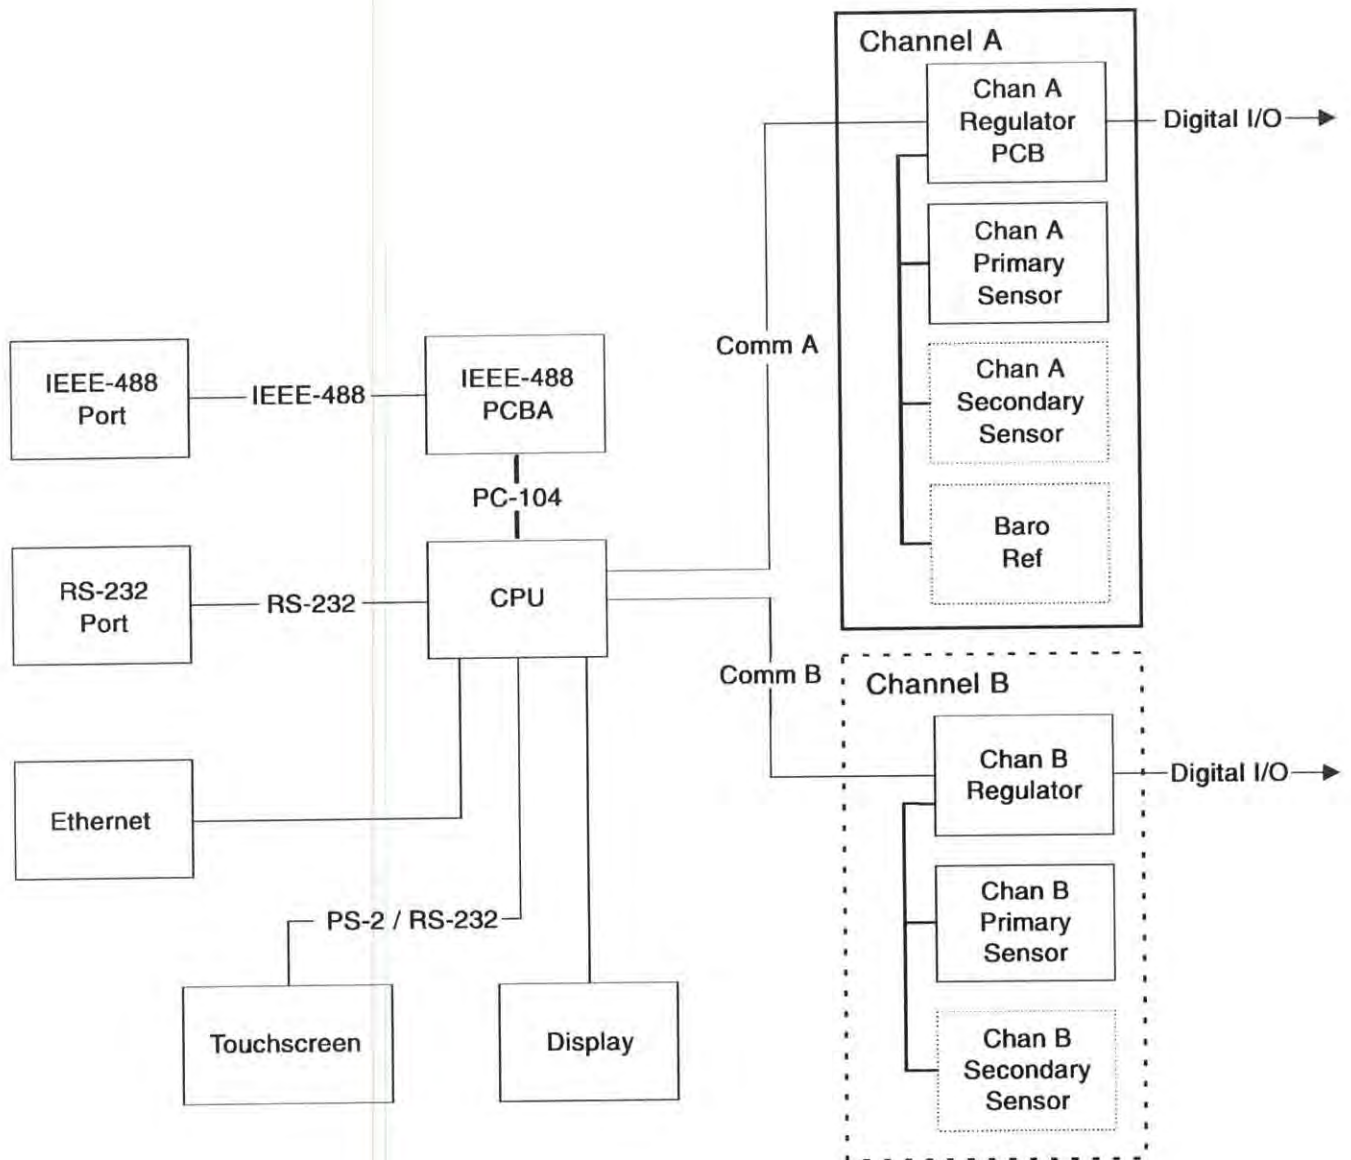 Channel A
Chan A
Regulator
PCB
Digital I/O
Chan A
Primary
Sensor
Comm A
Chan A
Secondary
Sensor
Baro
Ref
IEEE-488
Port
IEEE-488
IEEE-488
PCBA
PC-104
RS-232
Port
RS-232
CPU
Comm B
Channel B
Chan B
Regulator
Digital I/O
Chan B
Primary
Sensor
Chan B
Secondary
Sensor
Ethernet
PS-2 / RS-232
Touchscreen
Display